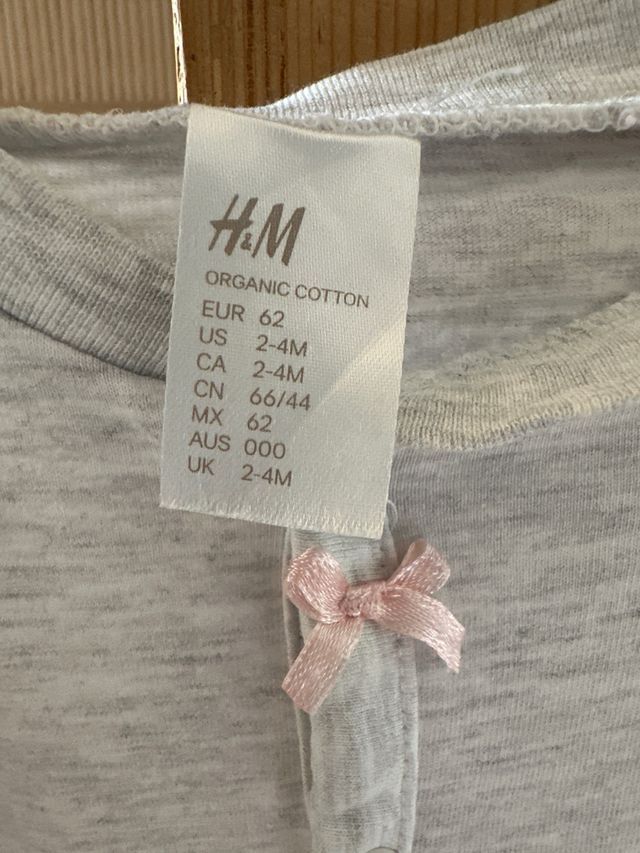 H&M
ORGANIC COTTON
EUR 62
US 2-4M
CA 2-4M
CN 66/44
MX 62
AUS 000
UK 2-4M